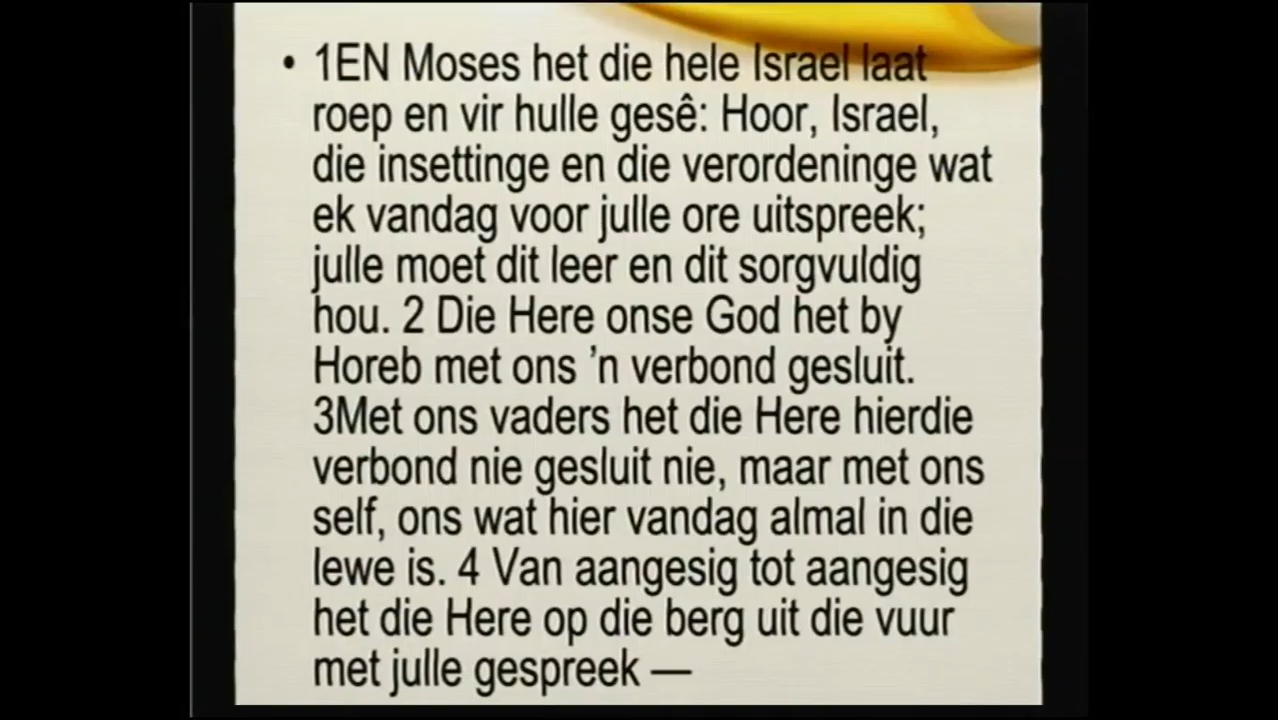 • 1EN Moses het die hele Israel laat
roep en vir hulle gesê: Hoor, Israel,
die insettinge en die verordeninge wat
ek vandag voor julle ore uitspreek;
julle moet dit leer en dit sorgvuldig
hou. 2 Die Here onse God het by
Horeb met ons ’n verbond gesluit.
3Met ons vaders het die Here hierdie
verbond nie gesluit nie, maar met ons
self, ons wat hier vandag almal in die
lewe is. 4 Van aangesig tot aangesig
het die Here op die berg uit die vuur
met julle gespreek —